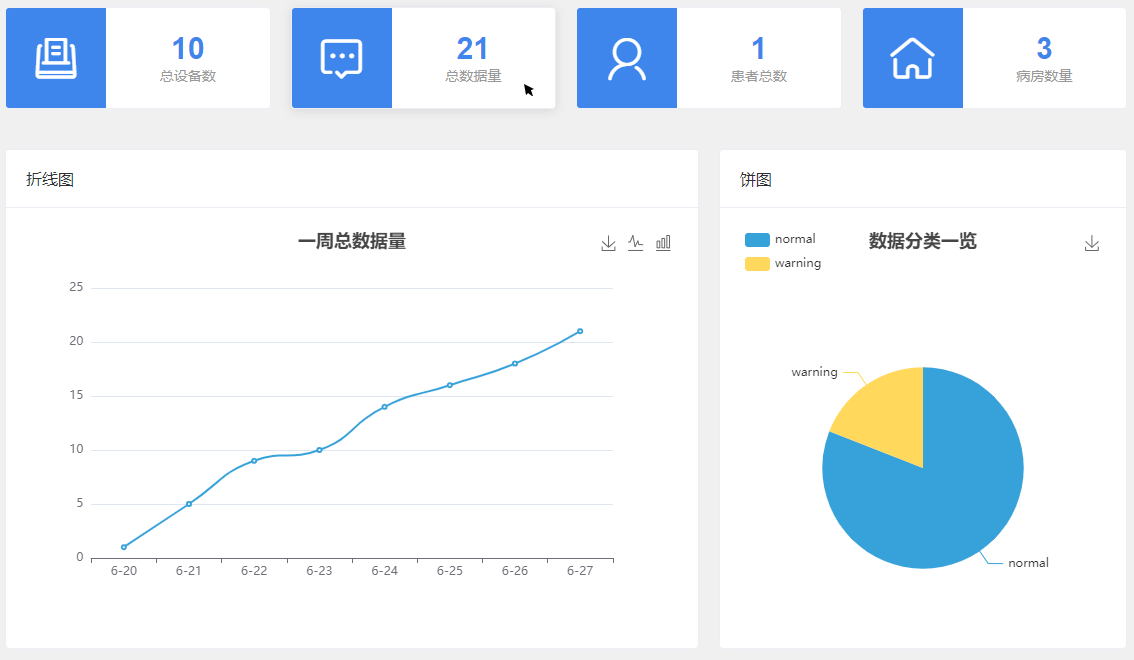 10
总设备数
21
总数据量
1
患者总数
3
病房数量
折线图
一周总数据量
25
20
15
10
5
0
6-20 6-21 6-22 6-23 6-24 6-25 6-26 6-27
饼图
normal
warning
数据分类一览
warning
normal